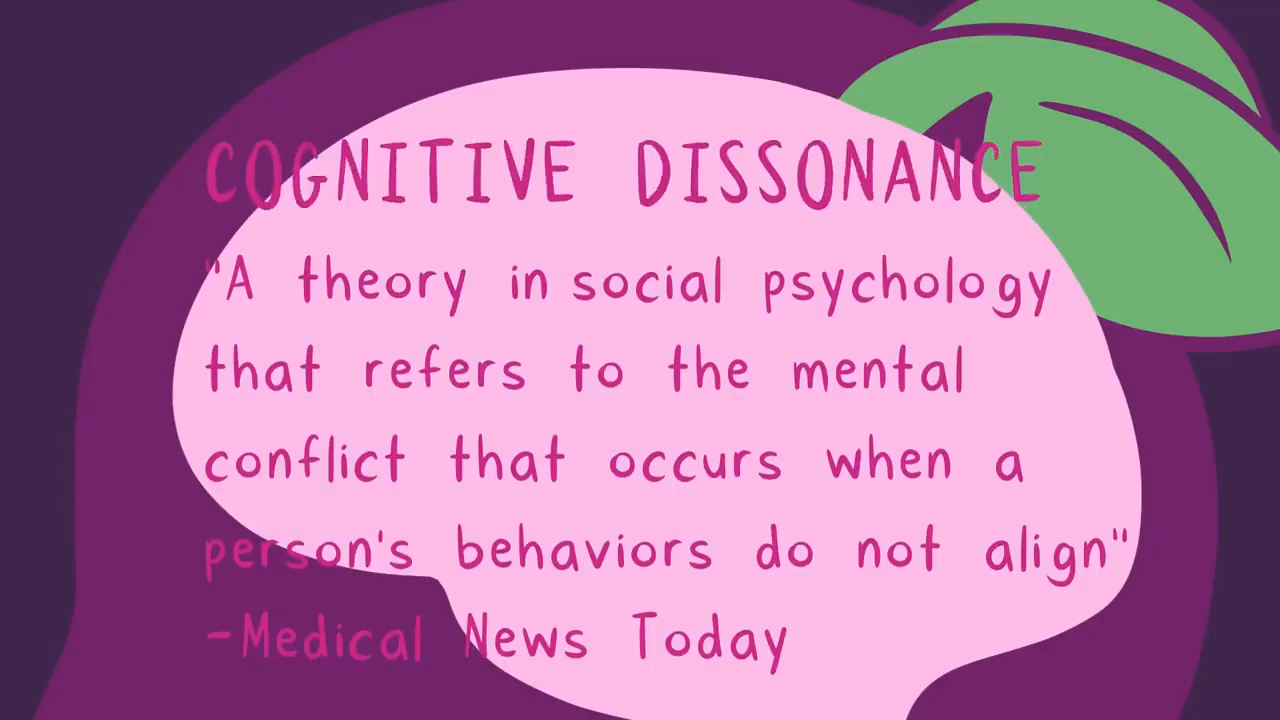 COGNITIVE DISSONANCE
"A theory in social psychology
that refers to the mental
conflict that occurs when a
person's behaviors do not align"
-Medical News Today